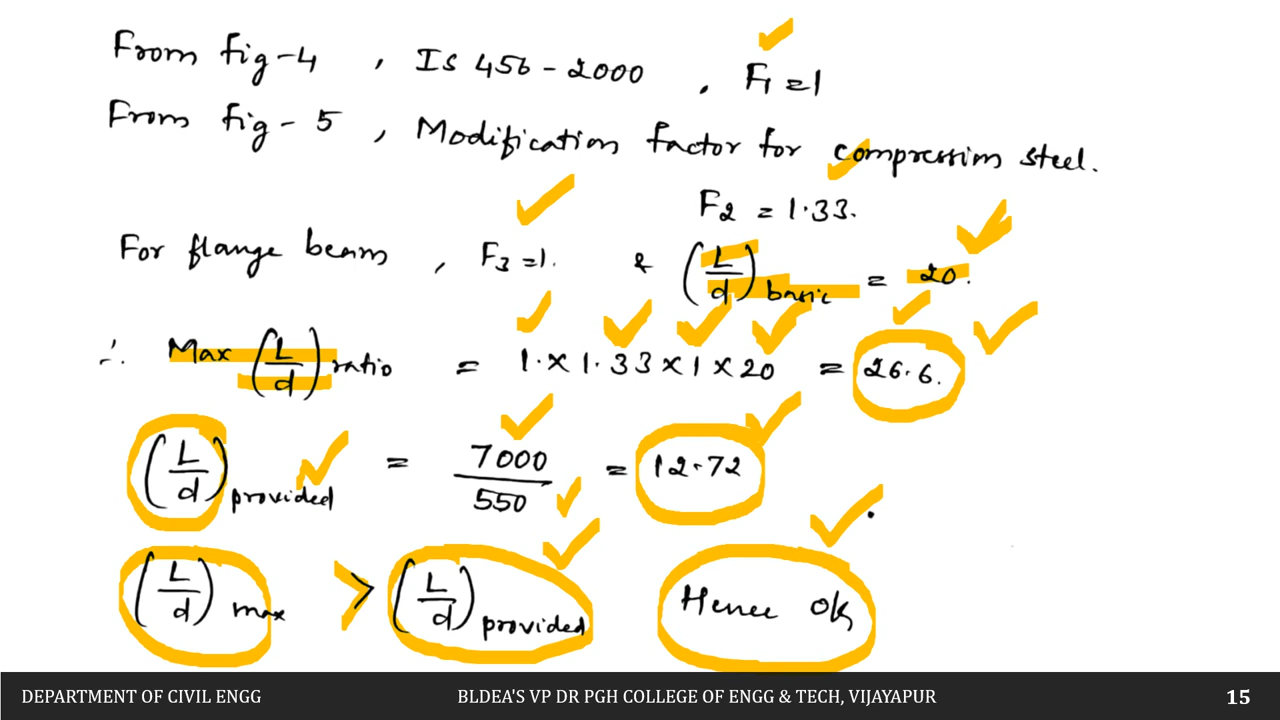 From fig-4 , Is 456-2000 , F1 = 1
From fig-5 , Modification factor for compression steel.
F2 = 1.33.
For flange beam , F3 = 1. & (L/d) basic = 20.
∴ Max (L/d) ratio = 1. × 1.33 × 1 × 20 = 26.6.
(L/d) provided = 7000/550 = 12.72
(L/d) max > (L/d) provided Hence ok
DEPARTMENT OF CIVIL ENGG BLDEA'S VP DR PGH COLLEGE OF ENGG & TECH, VIJAYAPUR 15